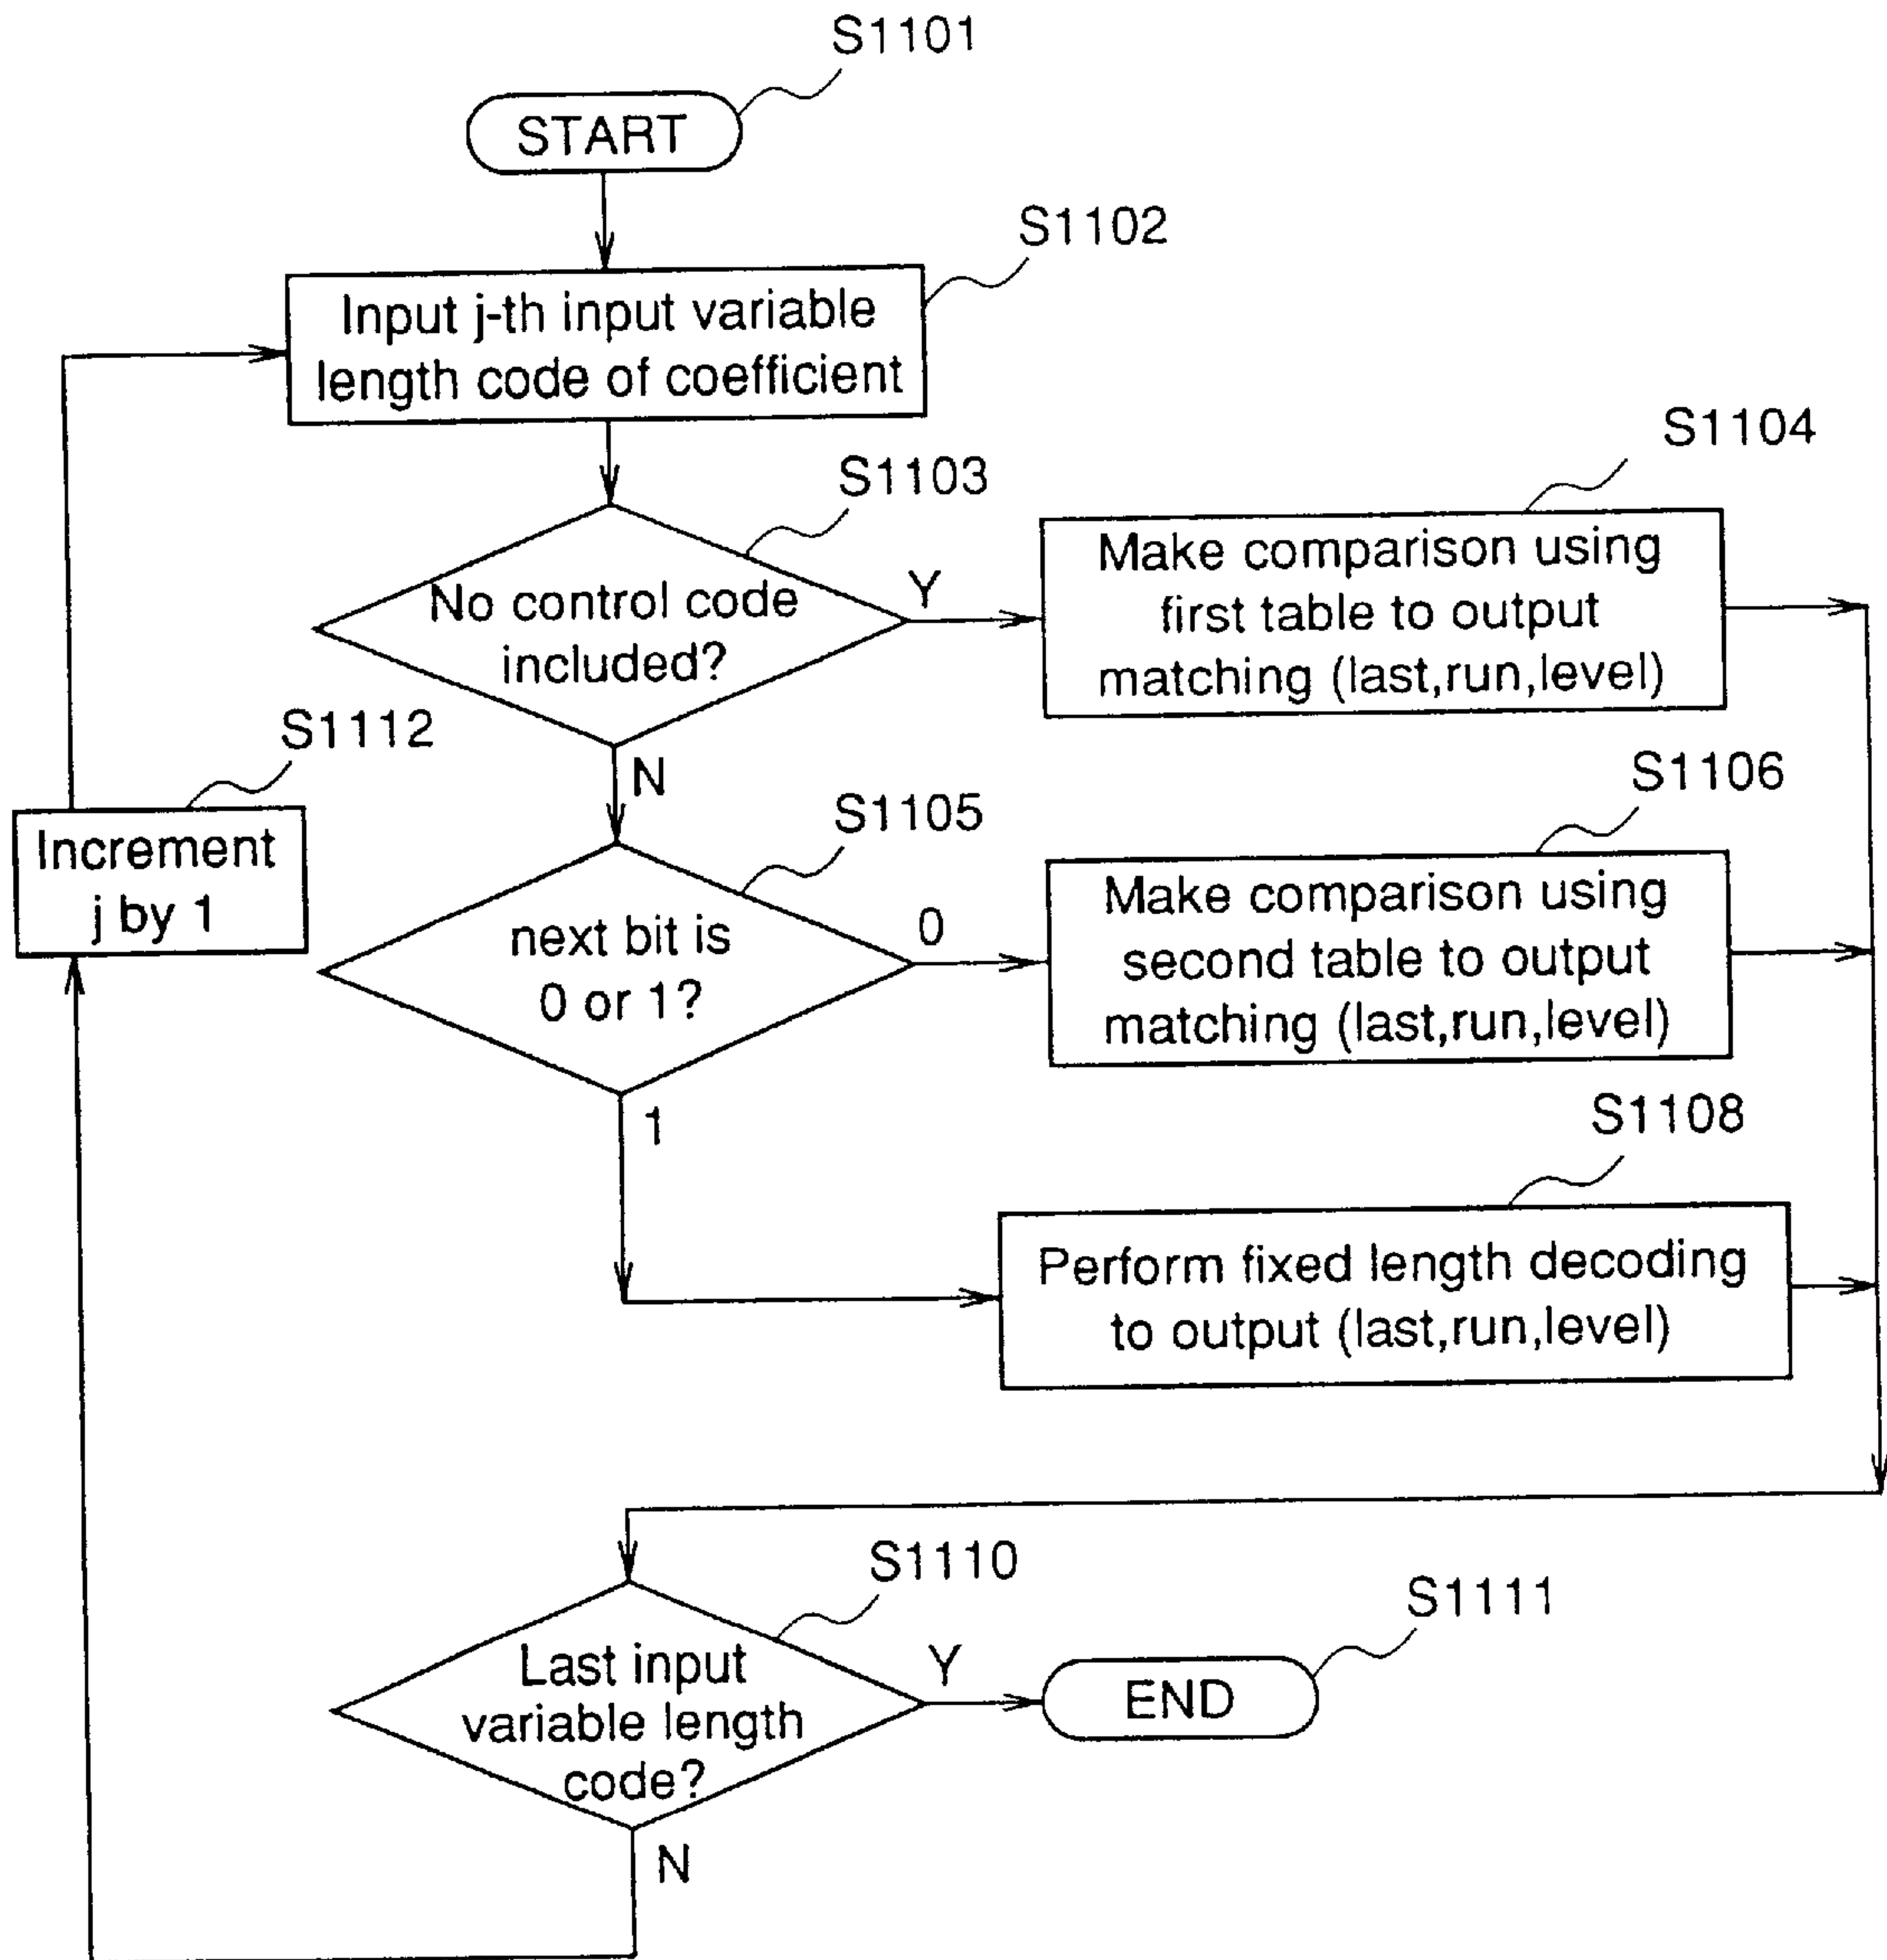 S1101
START
S1102
Input j-th input variable
length code of coefficient
S1103
No control code
included?
Y
N
S1104
Make comparison using
first table to output
matching (last,run,level)
S1112
Increment
j by 1
S1105
next bit is
0 or 1?
0
1
S1106
Make comparison using
second table to output
matching (last,run,level)
S1108
Perform fixed length decoding
to output (last,run,level)
S1110
Last input
variable length
code?
Y
N
S1111
END